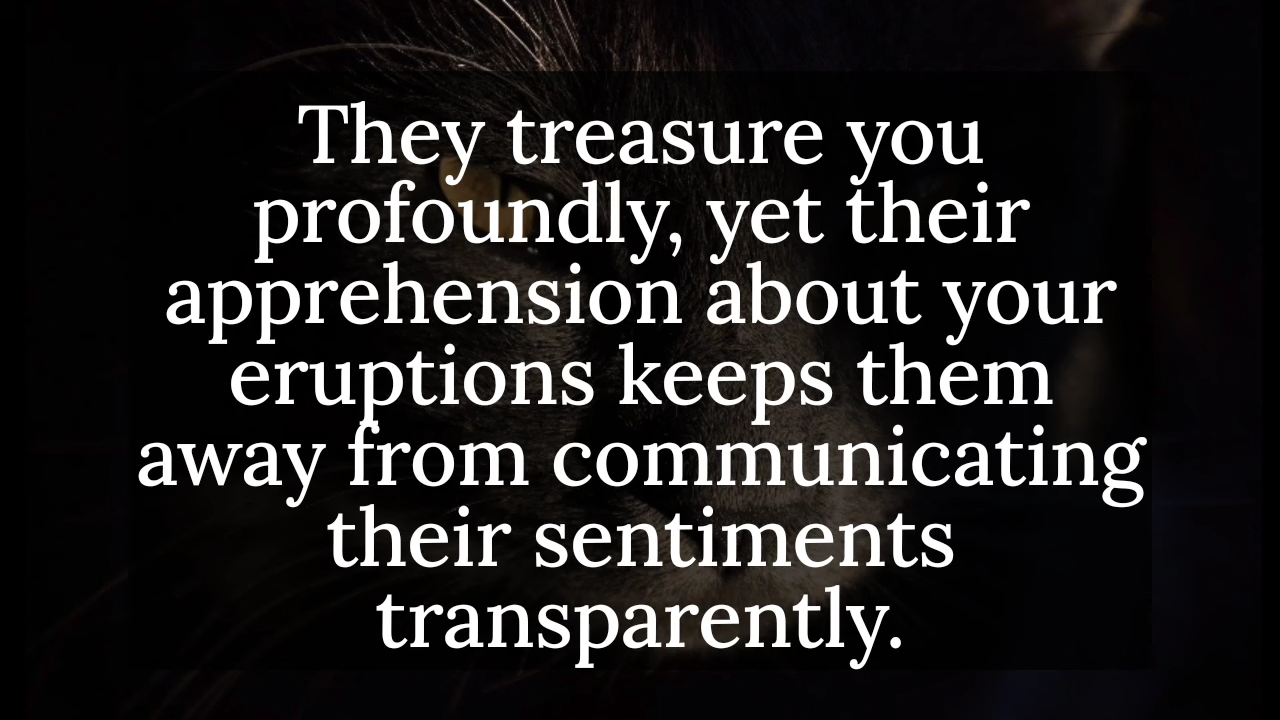 They treasure you
profoundly, yet their
apprehension about your
eruptions keeps them
away from communicating
their sentiments
transparently.